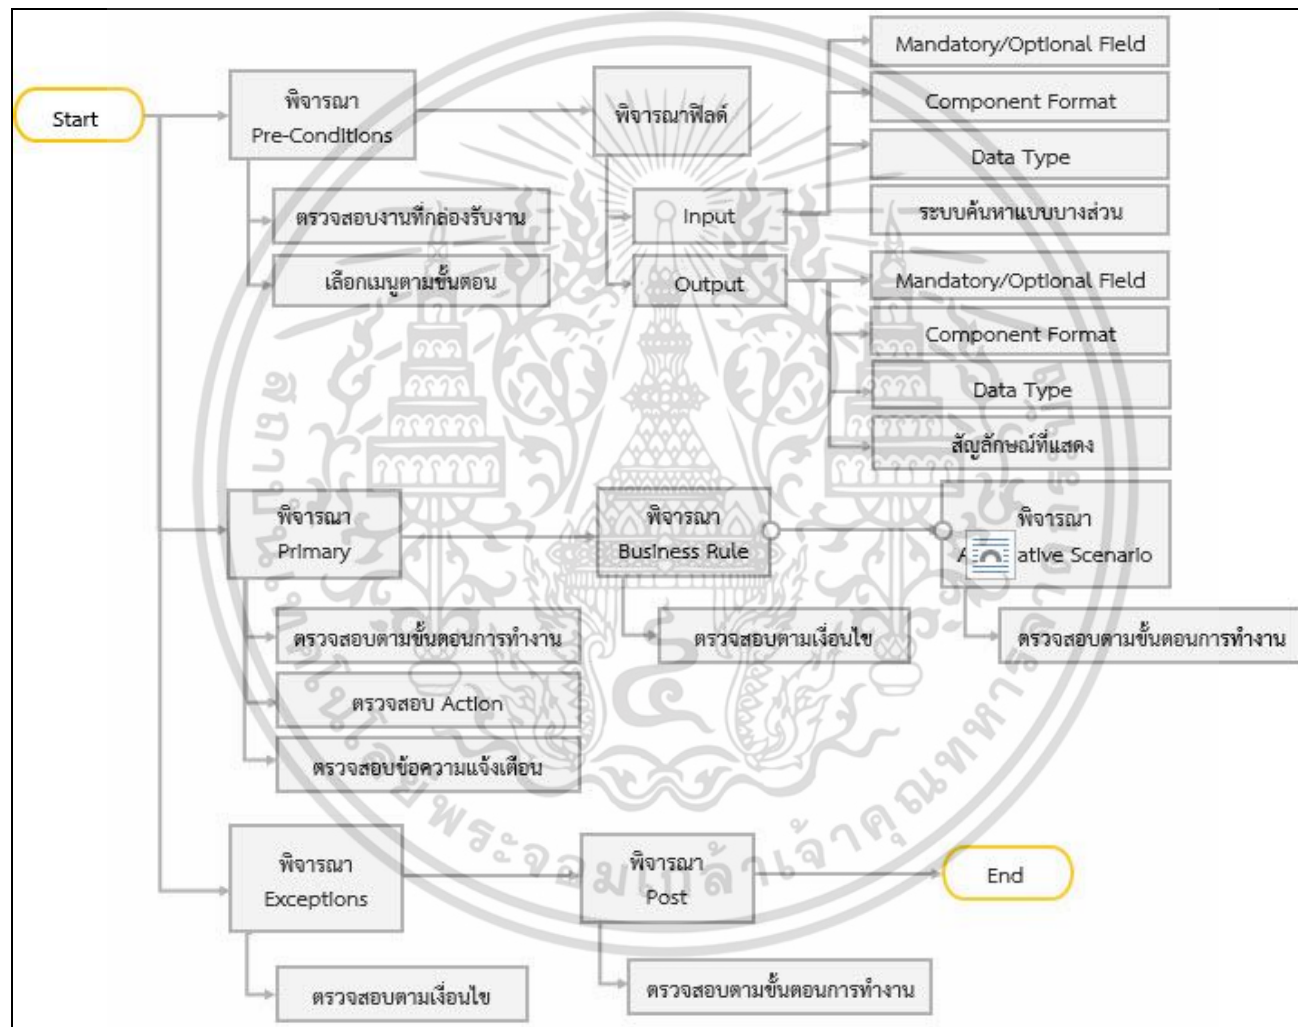 Start
พิจารณา
Pre-Conditions
ตรวจสอบงานที่กล่องรับงาน
เลือกเมนูตามขั้นตอน
พิจารณาฟิลด์
Input
Output
Mandatory/Optional Field
Component Format
Data Type
ระบบค้นหาแบบบางส่วน
Mandatory/Optional Field
Component Format
Data Type
สัญลักษณ์ที่แสดง
พิจารณา
Primary
ตรวจสอบตามขั้นตอนการทำงาน
ตรวจสอบ Action
ตรวจสอบข้อความแจ้งเตือน
พิจารณา
Business Rule
ตรวจสอบตามเงื่อนไข
พิจารณา
ative Scenario
ตรวจสอบตามขั้นตอนการทำงาน
พิจารณา
Exceptions
ตรวจสอบตามเงื่อนไข
พิจารณา
Post
ตรวจสอบตามขั้นตอนการทำงาน
End